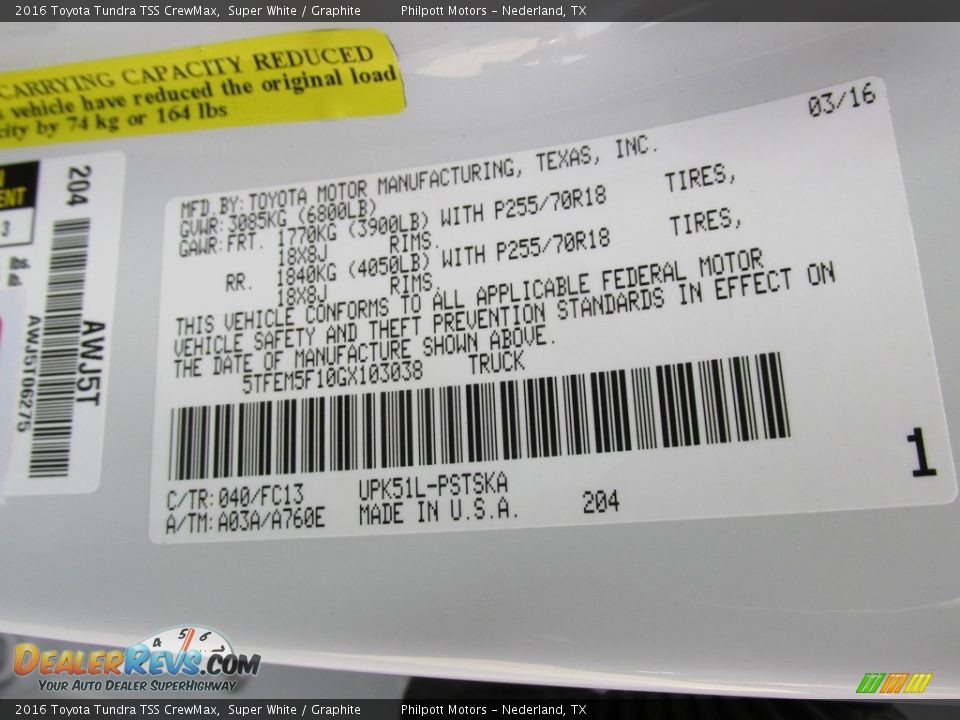 2016 Toyota Tundra TSS CrewMax, Super White / Graphite Philpott Motors – Nederland, TX
CARRYING CAPACITY REDUCED
vehicle have reduced the original load
city by 74 kg or 164 lbs
204
3
AWJ5T
AWJ5T06275
03/16
MFD BY: TOYOTA MOTOR MANUFACTURING, TEXAS, INC.
GVWR: 3085KG (6800LB)
GAWR: FRT. 1770KG (3900LB) WITH P255/70R18 TIRES,
18X8J RIMS.
RR. 1840KG (4050LB) WITH P255/70R18 TIRES,
18X8J RIMS.
THIS VEHICLE CONFORMS TO ALL APPLICABLE FEDERAL MOTOR
VEHICLE SAFETY AND THEFT PREVENTION STANDARDS IN EFFECT ON
THE DATE OF MANUFACTURE SHOWN ABOVE.
5TFEM5F10GX103038 TRUCK
C/TR: 040/FC13 UPK51L-PSTSKA
A/TM: A03A/A760E MADE IN U.S.A. 204
1
4 5 6
DEALERREVS.COM
YOUR AUTO DEALER SUPERHIGHWAY
2016 Toyota Tundra TSS CrewMax, Super White / Graphite Philpott Motors – Nederland, TX